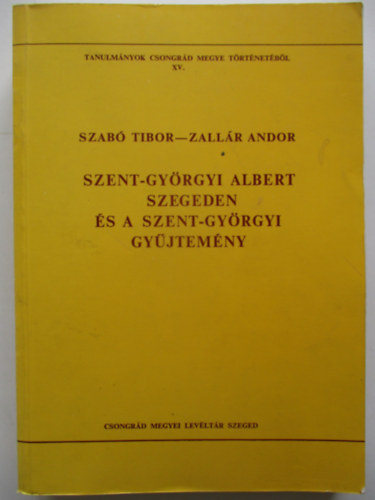 TANULMÁNYOK CSONGRÁD MEGYE TÖRTÉNETÉBŐL
XV.
SZABÓ TIBOR—ZALLÁR ANDOR
SZENT-GYÖRGYI ALBERT
SZEGEDEN
ÉS A SZENT-GYÖRGYI
GYŰJTEMÉNY
CSONGRÁD MEGYEI LEVÉLTÁR SZEGED